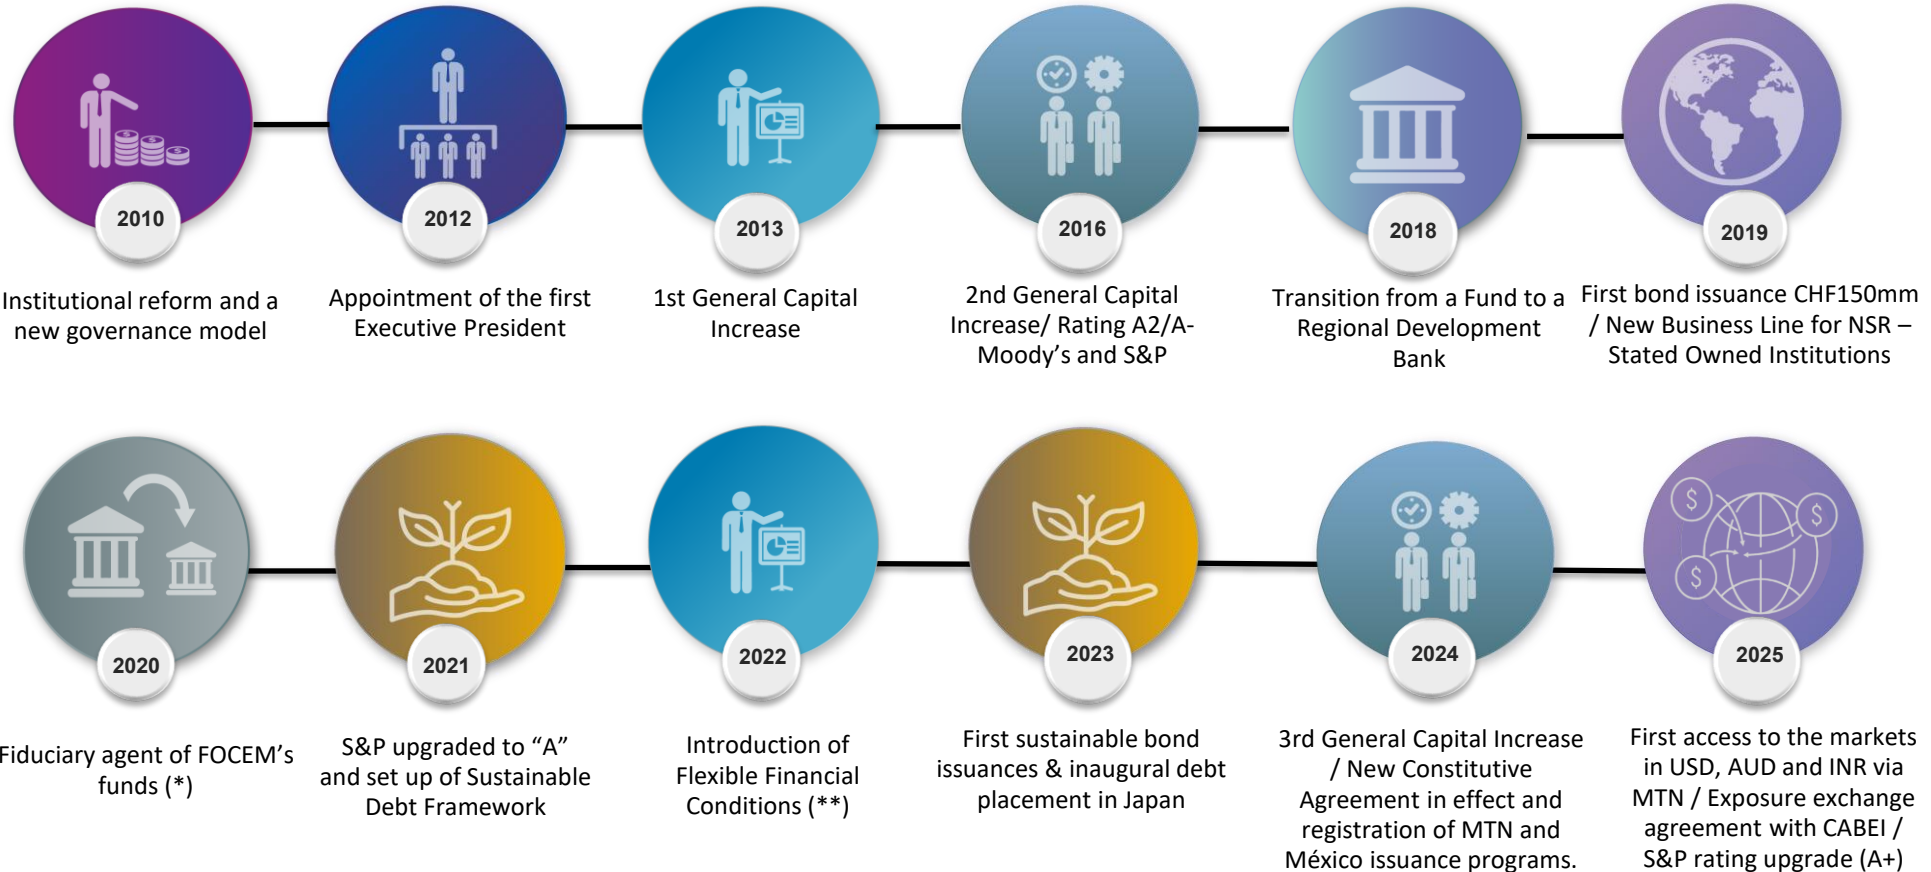 2010
2012
2013
2016
2018
2019
Institutional reform and a
new governance model
Appointment of the first
Executive President
1st General Capital
Increase
2nd General Capital
Increase/ Rating A2/A-
Moody's and S&P
Transition from a Fund to a
Regional Development
Bank
First bond issuance CHF150mm
/ New Business Line for NSR –
Stated Owned Institutions
2020
2021
2022
2023
2024
2025
Fiduciary agent of FOCEM's
funds (*)
S&P upgraded to “A”
and set up of Sustainable
Debt Framework
Introduction of
Flexible Financial
Conditions (**)
First sustainable bond
issuances & inaugural debt
placement in Japan
3rd General Capital Increase
/ New Constitutive
Agreement in effect and
registration of MTN and
México issuance programs.
First access to the markets
in USD, AUD and INR via
MTN / Exposure exchange
agreement with CABEI /
S&P rating upgrade (A+)